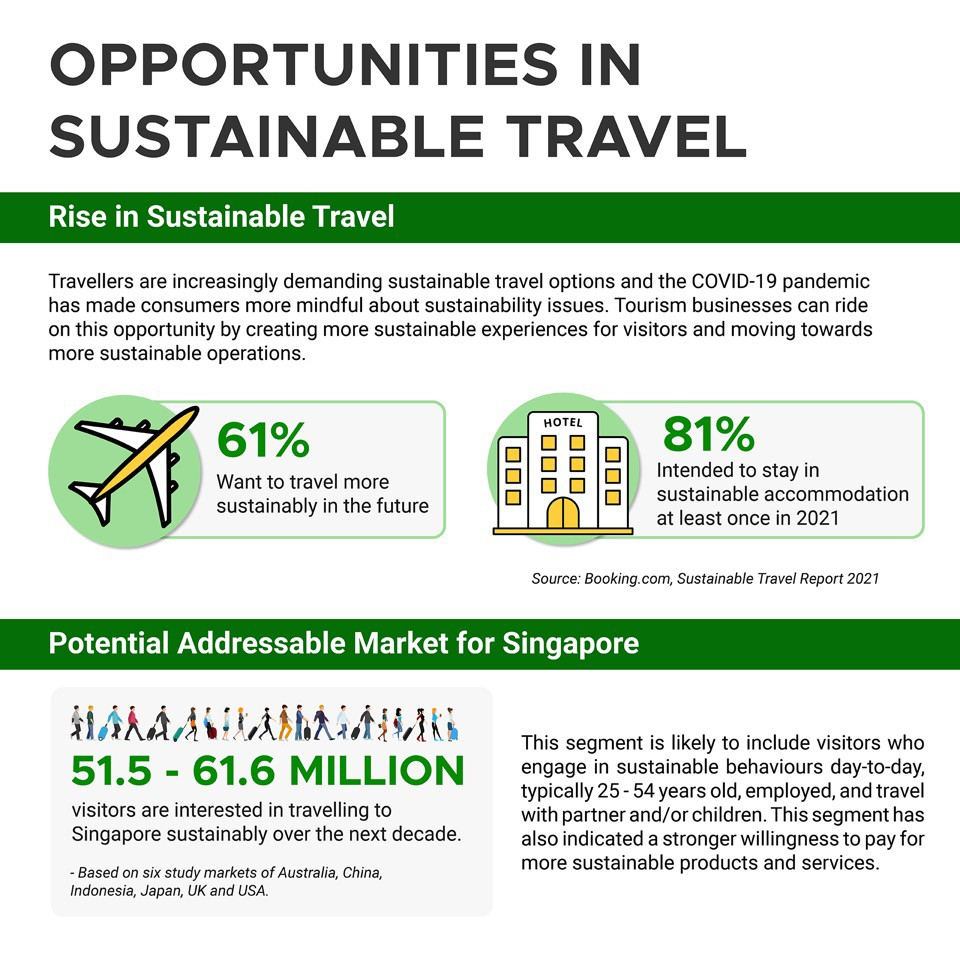 OPPORTUNITIES IN
SUSTAINABLE TRAVEL
Rise in Sustainable Travel
Travellers are increasingly demanding sustainable travel options and the COVID-19 pandemic
has made consumers more mindful about sustainability issues. Tourism businesses can ride
on this opportunity by creating more sustainable experiences for visitors and moving towards
more sustainable operations.
61%
Want to travel more
sustainably in the future
HOTEL
81%
Intended to stay in
sustainable accommodation
at least once in 2021
Source: Booking.com, Sustainable Travel Report 2021
Potential Addressable Market for Singapore
51.5 - 61.6 MILLION
visitors are interested in travelling to
Singapore sustainably over the next decade.
- Based on six study markets of Australia, China,
Indonesia, Japan, UK and USA.
This segment is likely to include visitors who
engage in sustainable behaviours day-to-day,
typically 25 - 54 years old, employed, and travel
with partner and/or children. This segment has
also indicated a stronger willingness to pay for
more sustainable products and services.